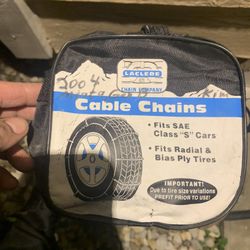 LACLEDE
CHAIN COMPANY
2004
Kim
Cable Chains
• Fits SAE
Class "S" Cars
• Fits Radial &
Bias Ply Tires
IMPORTANT!
Due to tire size variations
PREFIT PRIOR TO USE!